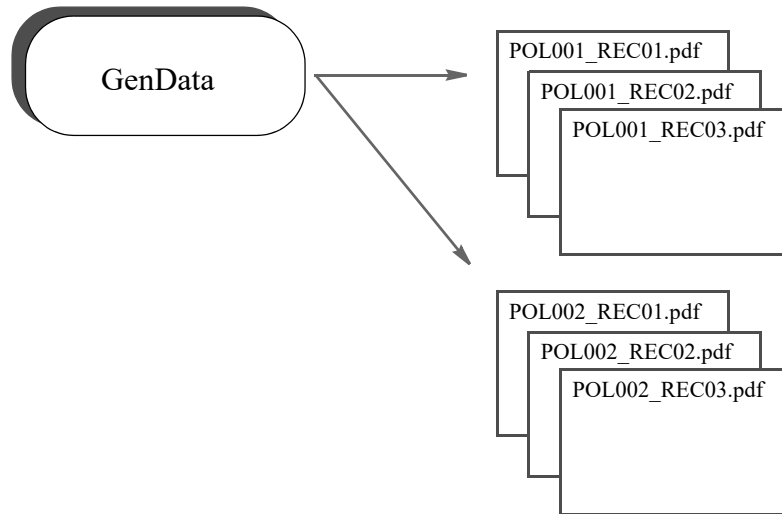 GenData
POL001_REC01.pdf
POL001_REC02.pdf
POL001_REC03.pdf
POL002_REC01.pdf
POL002_REC02.pdf
POL002_REC03.pdf